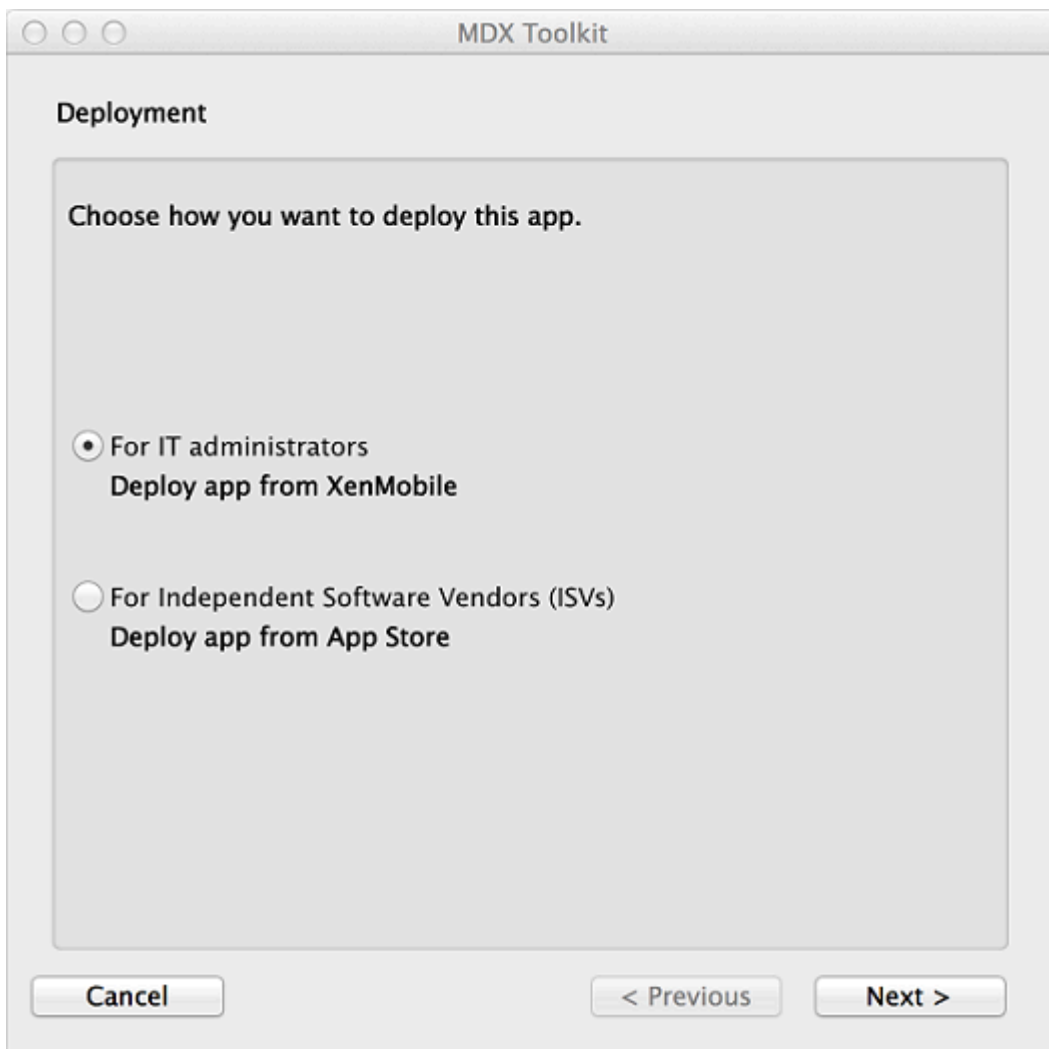 MDX Toolkit
Deployment
Choose how you want to deploy this app.
For IT administrators
Deploy app from XenMobile
For Independent Software Vendors (ISVs)
Deploy app from App Store
Cancel
< Previous
Next >